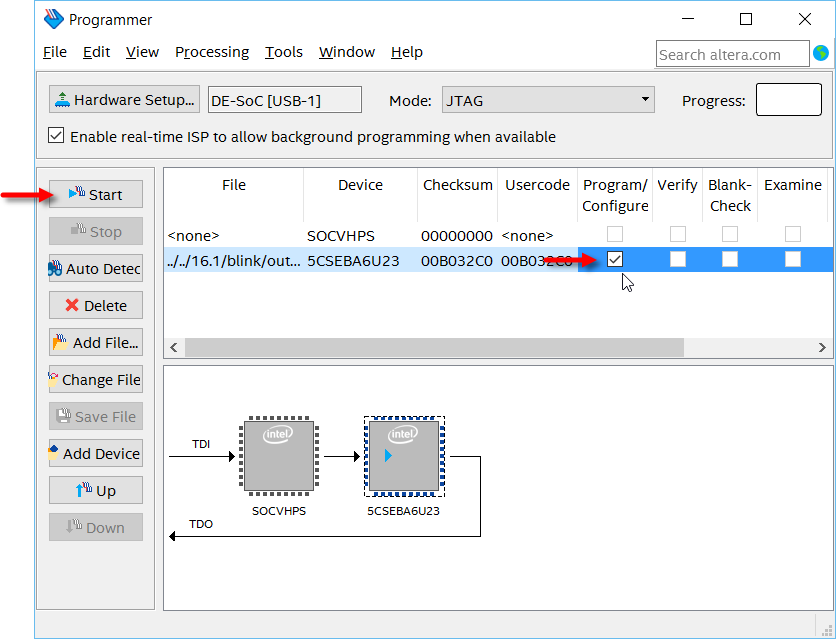 Programmer
File Edit View Processing Tools Window Help
Search altera.com
Hardware Setup... DE-SoC [USB-1] Mode: JTAG Progress:
Enable real-time ISP to allow background programming when available
Start
Stop
Auto Detec
Delete
Add File...
Change File
Save File
Add Device
Up
Down
File Device Checksum Usercode Program/ Verify Blank- Examine
Configure Check
<none> SOCVHPS 00000000 <none>
../../16.1/blink/out... 5CSEBA6U23 00B032C0 00B032C0
TDI
intel
intel
SOCVHPS
5CSEBA6U23
TDO